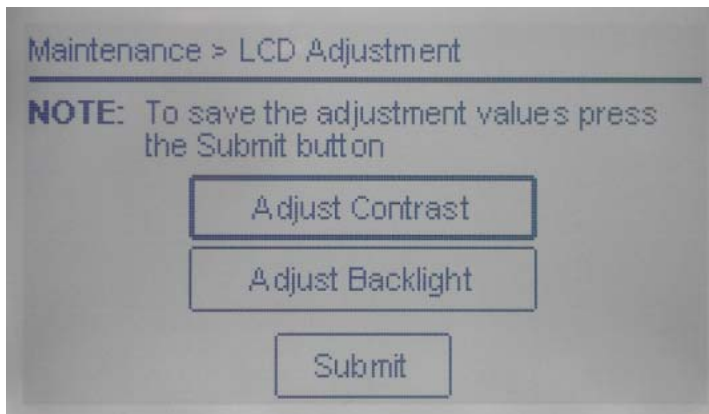 Maintenance > LCD Adjustment
NOTE: To save the adjustment values press
the Submit button
Adjust Contrast
Adjust Backlight
Submit